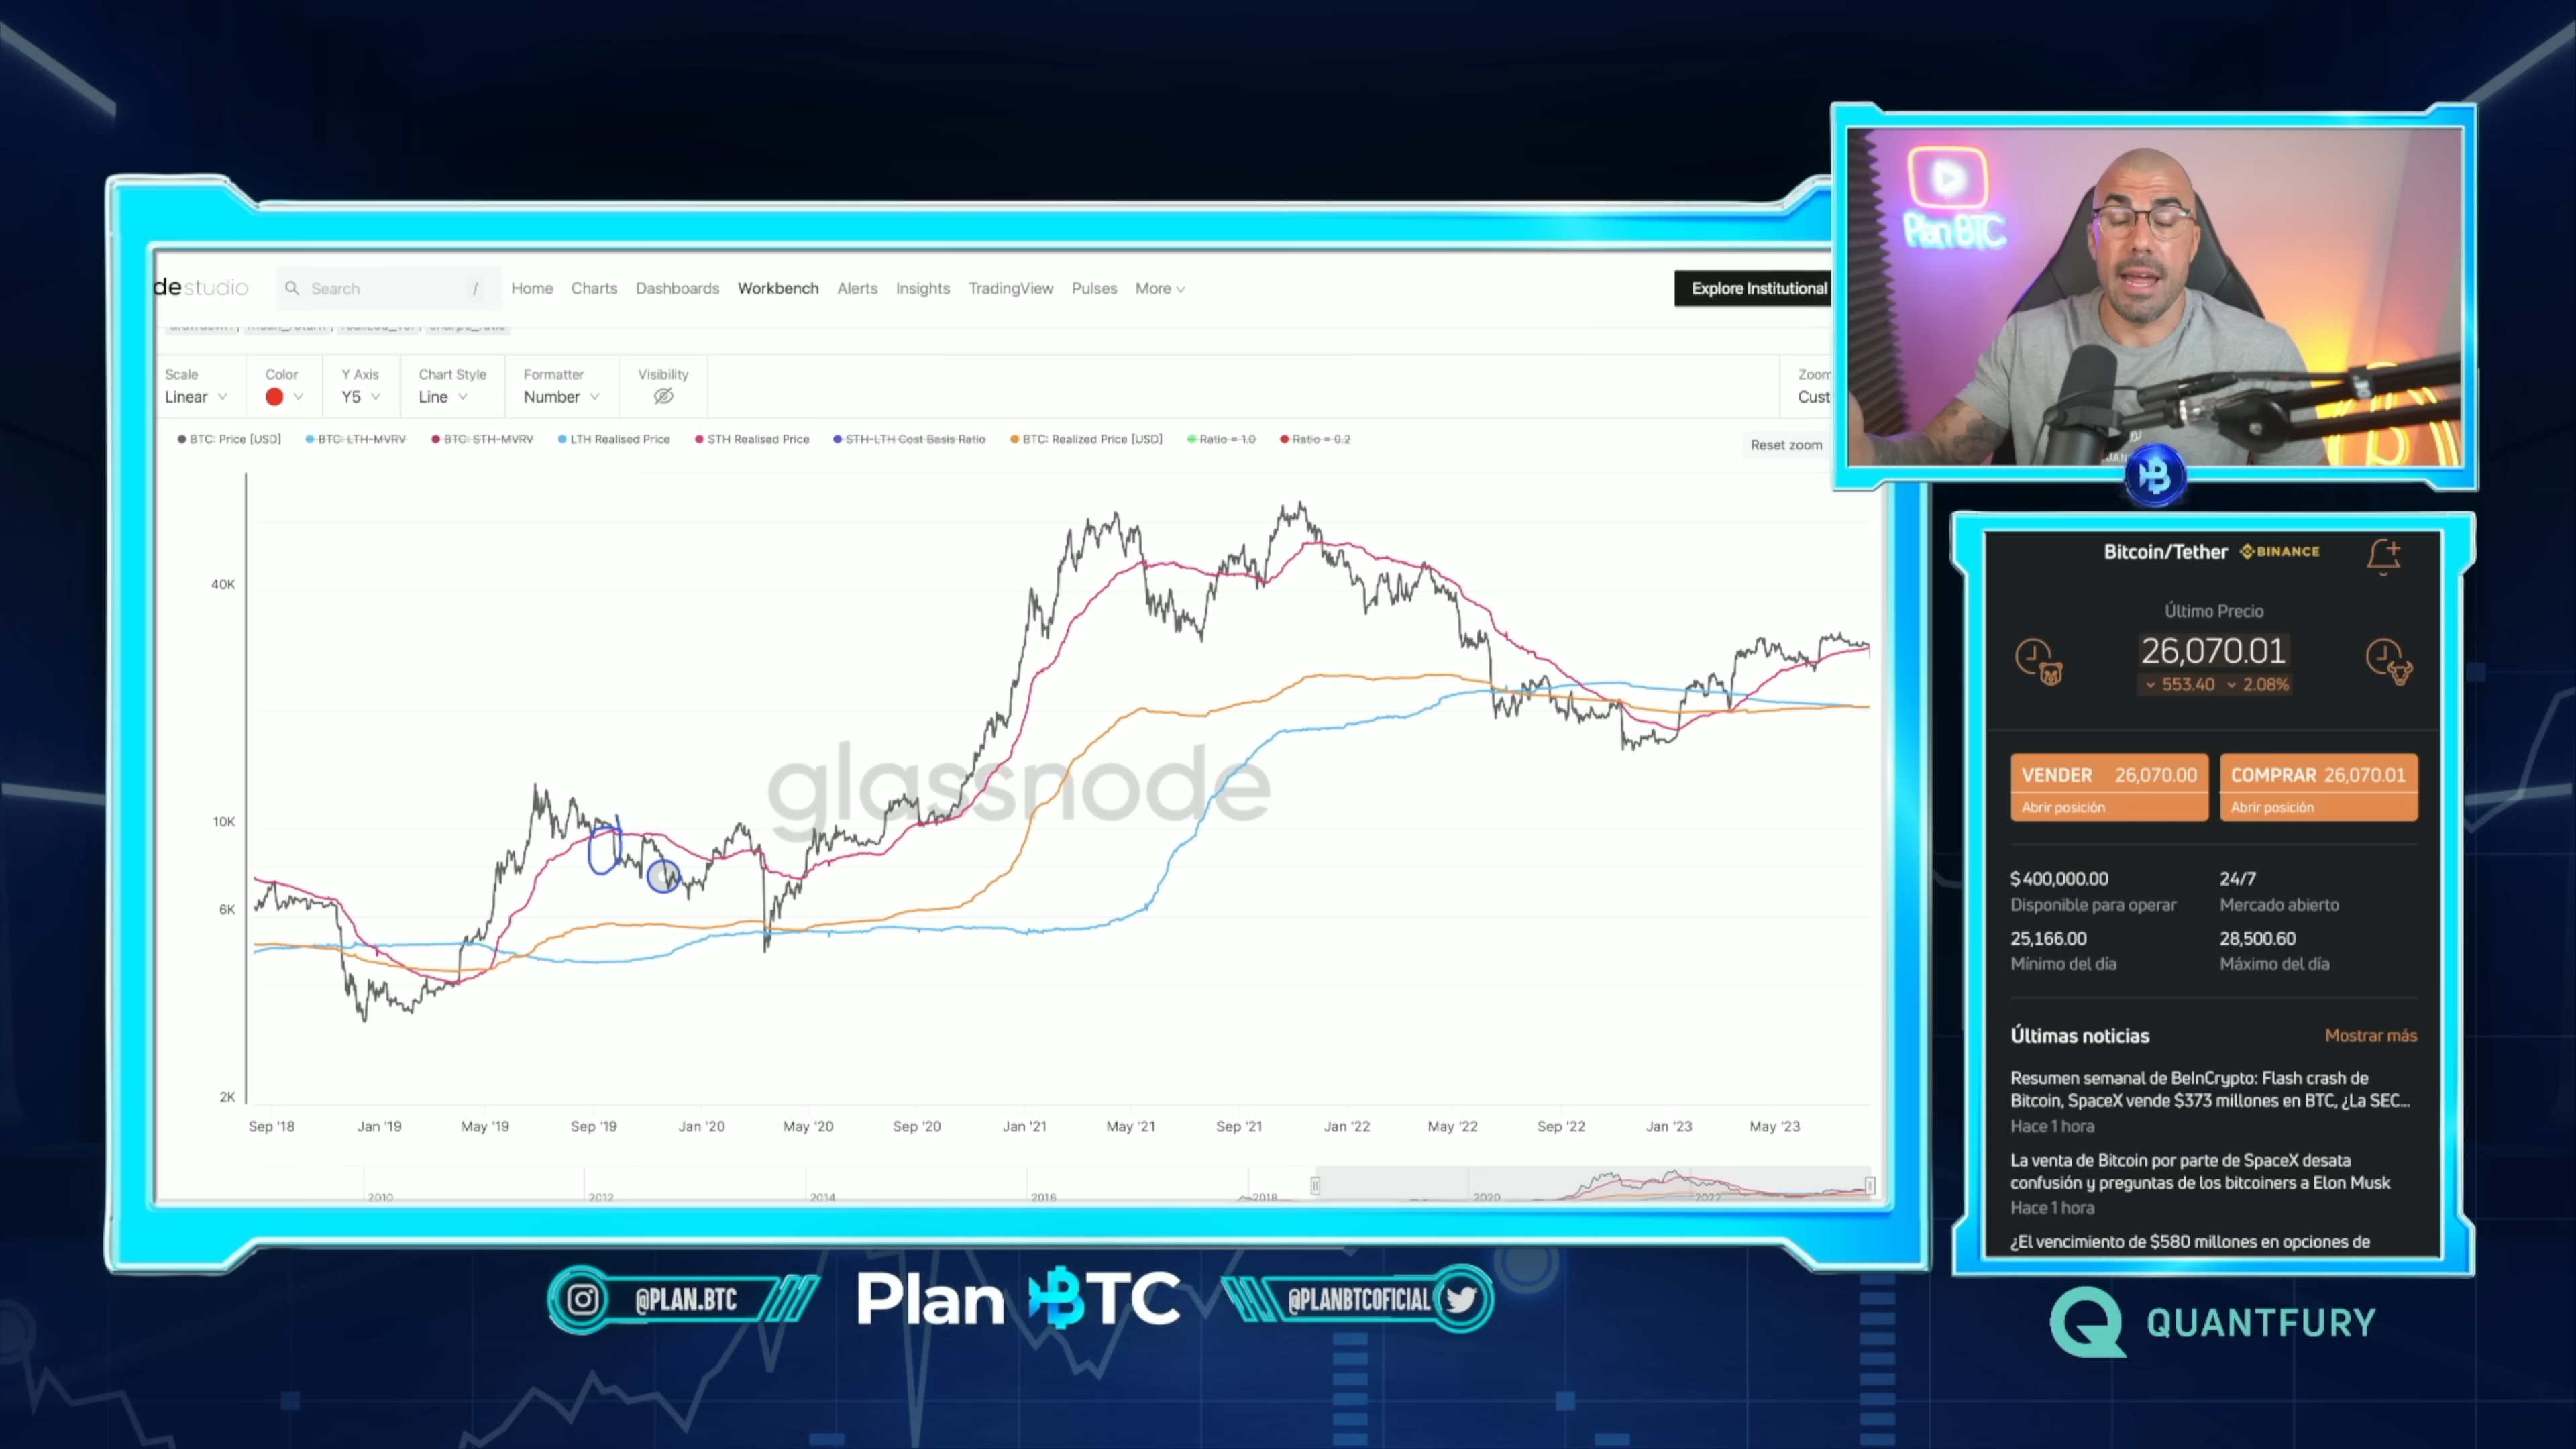 Plan BTC
destudio
Search /
Home Charts Dashboards Workbench Alerts Insights TradingView Pulses More
Explore Institutional
Scale Color Y Axis Chart Style Formatter Visibility
Linear Y5 Line Number
Zoom
Cust
BTC: Price [USD] BTC: LTH-MVRV BTC: STH-MVRV LTH Realised Price STH Realised Price STH-LTH Cost Basis Ratio BTC: Realized Price [USD] Ratio = 1.0 Ratio = 0.2
Reset zoom
40K
10K
6K
2K
glassnode
Sep '18 Jan '19 May '19 Sep '19 Jan '20 May '20 Sep '20 Jan '21 May '21 Sep '21 Jan '22 May '22 Sep '22 Jan '23 May '23
2010 2012 2014 2016 2018 2020 2022
Bitcoin/Tether BINANCE
Último Precio
26,070.01
553.40 2.08%
VENDER 26,070.00
Abrir posición
COMPRAR 26,070.01
Abrir posición
$400,000.00 24/7
Disponible para operar Mercado abierto
25,166.00 28,500.60
Mínimo del día Máximo del día
Últimas noticias Mostrar más
Resumen semanal de BeInCrypto: Flash crash de
Bitcoin, SpaceX vende $373 millones en BTC, ¿La SEC...
Hace 1 hora
La venta de Bitcoin por parte de SpaceX desata
confusión y preguntas de los bitcoiners a Elon Musk
Hace 1 hora
¿El vencimiento de $580 millones en opciones de
@PLAN.BTC
Plan BTC
@PLANBTCOFICIAL
QUANTFURY